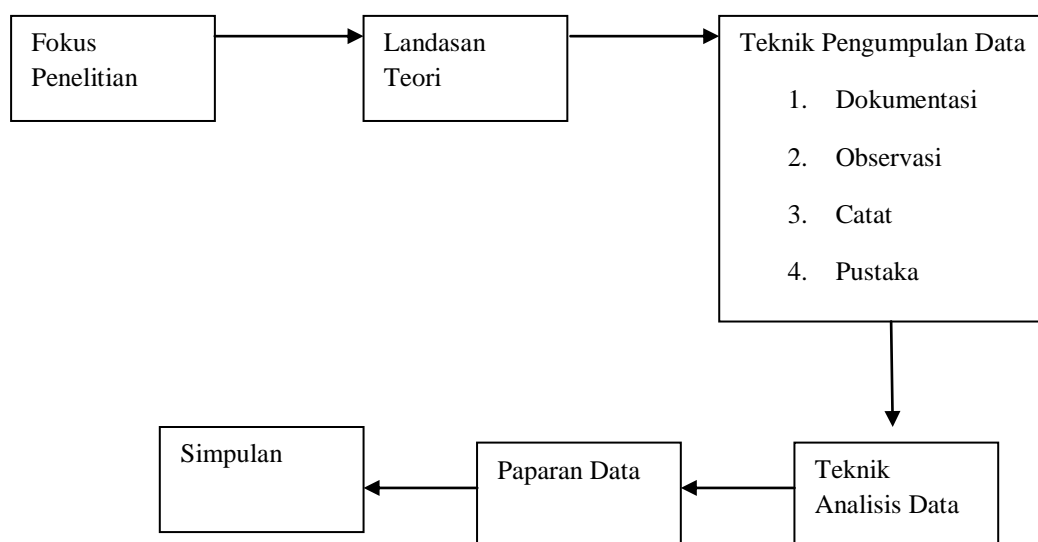 Fokus
Penelitian
Landasan
Teori
Teknik Pengumpulan Data
1. Dokumentasi
2. Observasi
3. Catat
4. Pustaka
Teknik
Analisis Data
Paparan Data
Simpulan